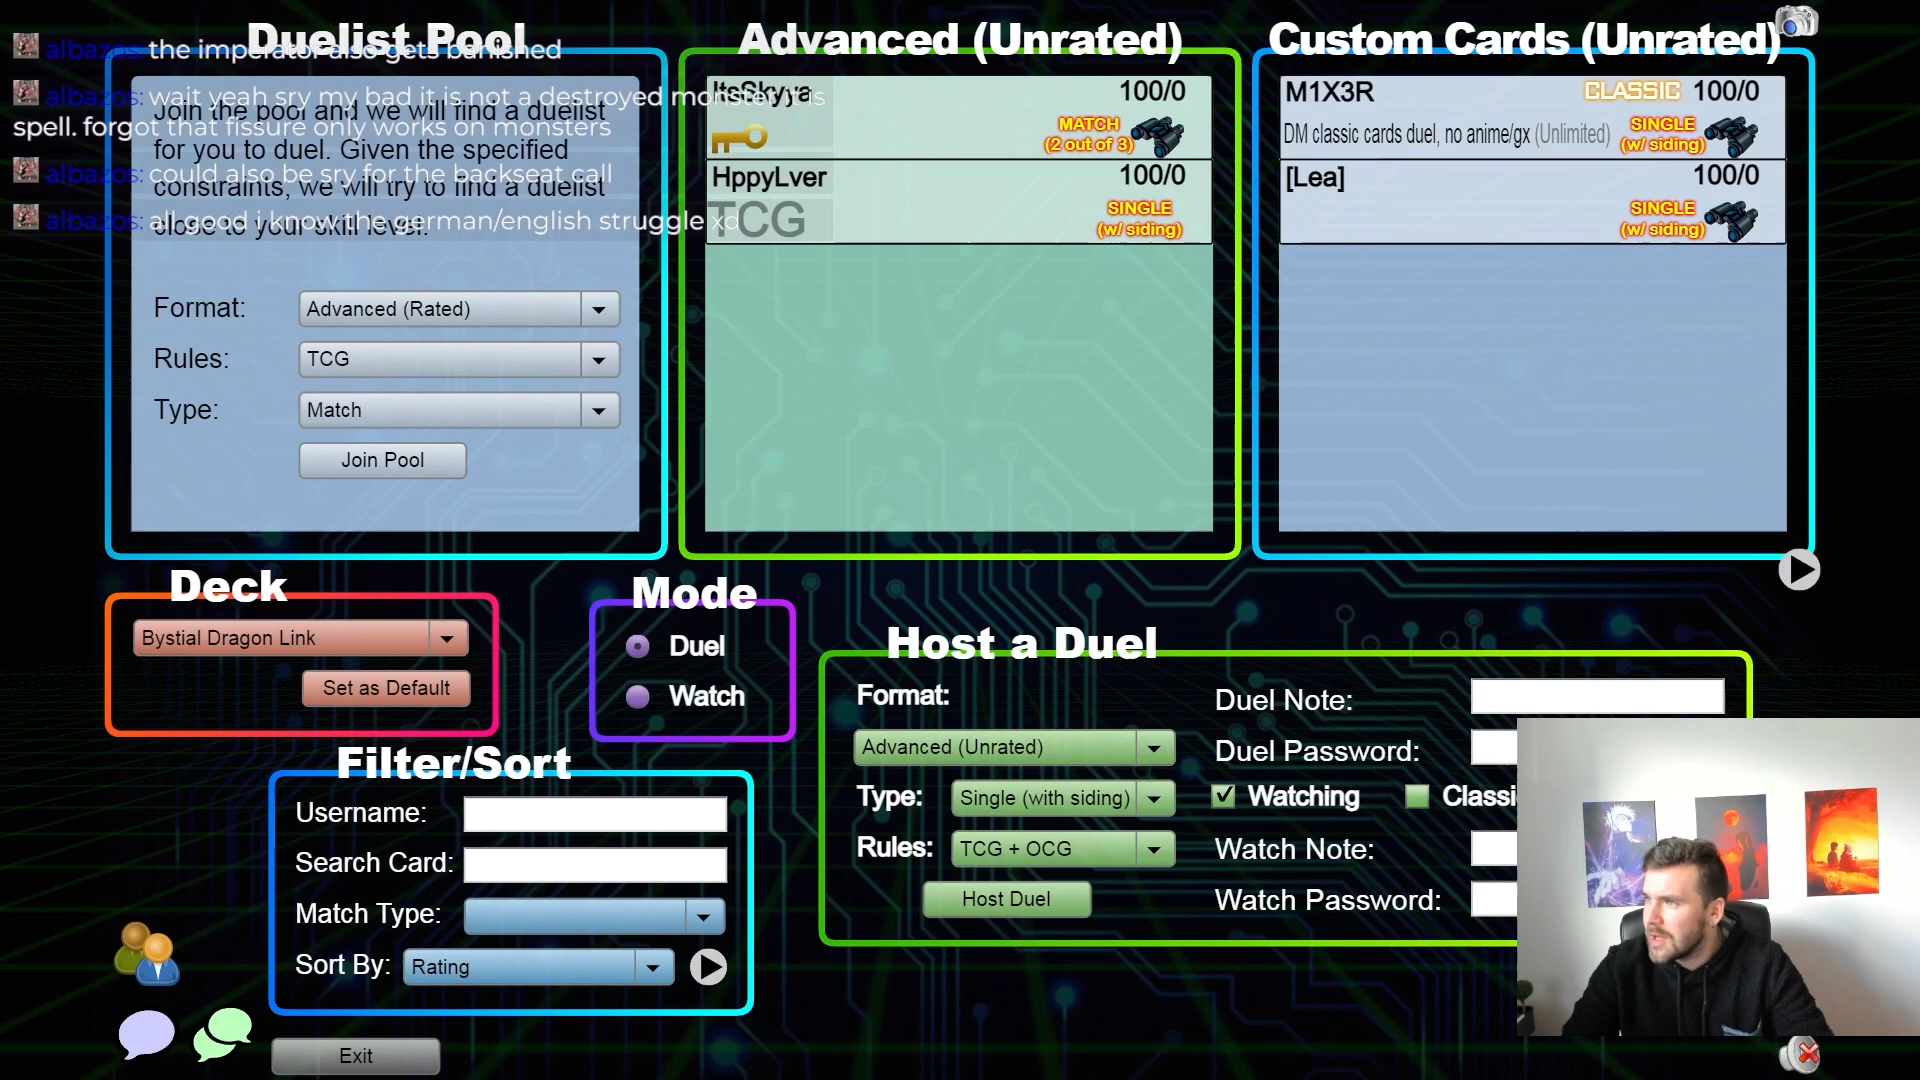 Duelist Pool
albazos: the imperator also gets banished
albazos: wait yeah sry my bad it is not a destroyed monster it is
spell. forgot that fissure only works on monsters
albazos: could also be sry for the backseat call
albazos: all good i know the german/english struggle xd
Join the pool and we will find a duelist
for you to duel. Given the specified
constraints, we will try to find a duelist
close to your skill level.
Format:
Advanced (Rated)
Rules:
TCG
Type:
Match
Join Pool
Advanced (Unrated)
ItsSkyya
100/0
MATCH
(2 out of 3)
HppyLver
100/0
TCG
SINGLE
(w/ siding)
Custom Cards (Unrated)
M1X3R
CLASSIC
100/0
DM classic cards duel, no anime/gx (Unlimited)
SINGLE
(w/ siding)
[Lea]
100/0
SINGLE
(w/ siding)
Deck
Bystial Dragon Link
Set as Default
Mode
Duel
Watch
Host a Duel
Format:
Advanced (Unrated)
Type:
Single (with siding)
Rules:
TCG + OCG
Host Duel
Duel Note:
Duel Password:
Watching
Classi
Watch Note:
Watch Password:
Filter/Sort
Username:
Search Card:
Match Type:
Sort By:
Rating
Exit